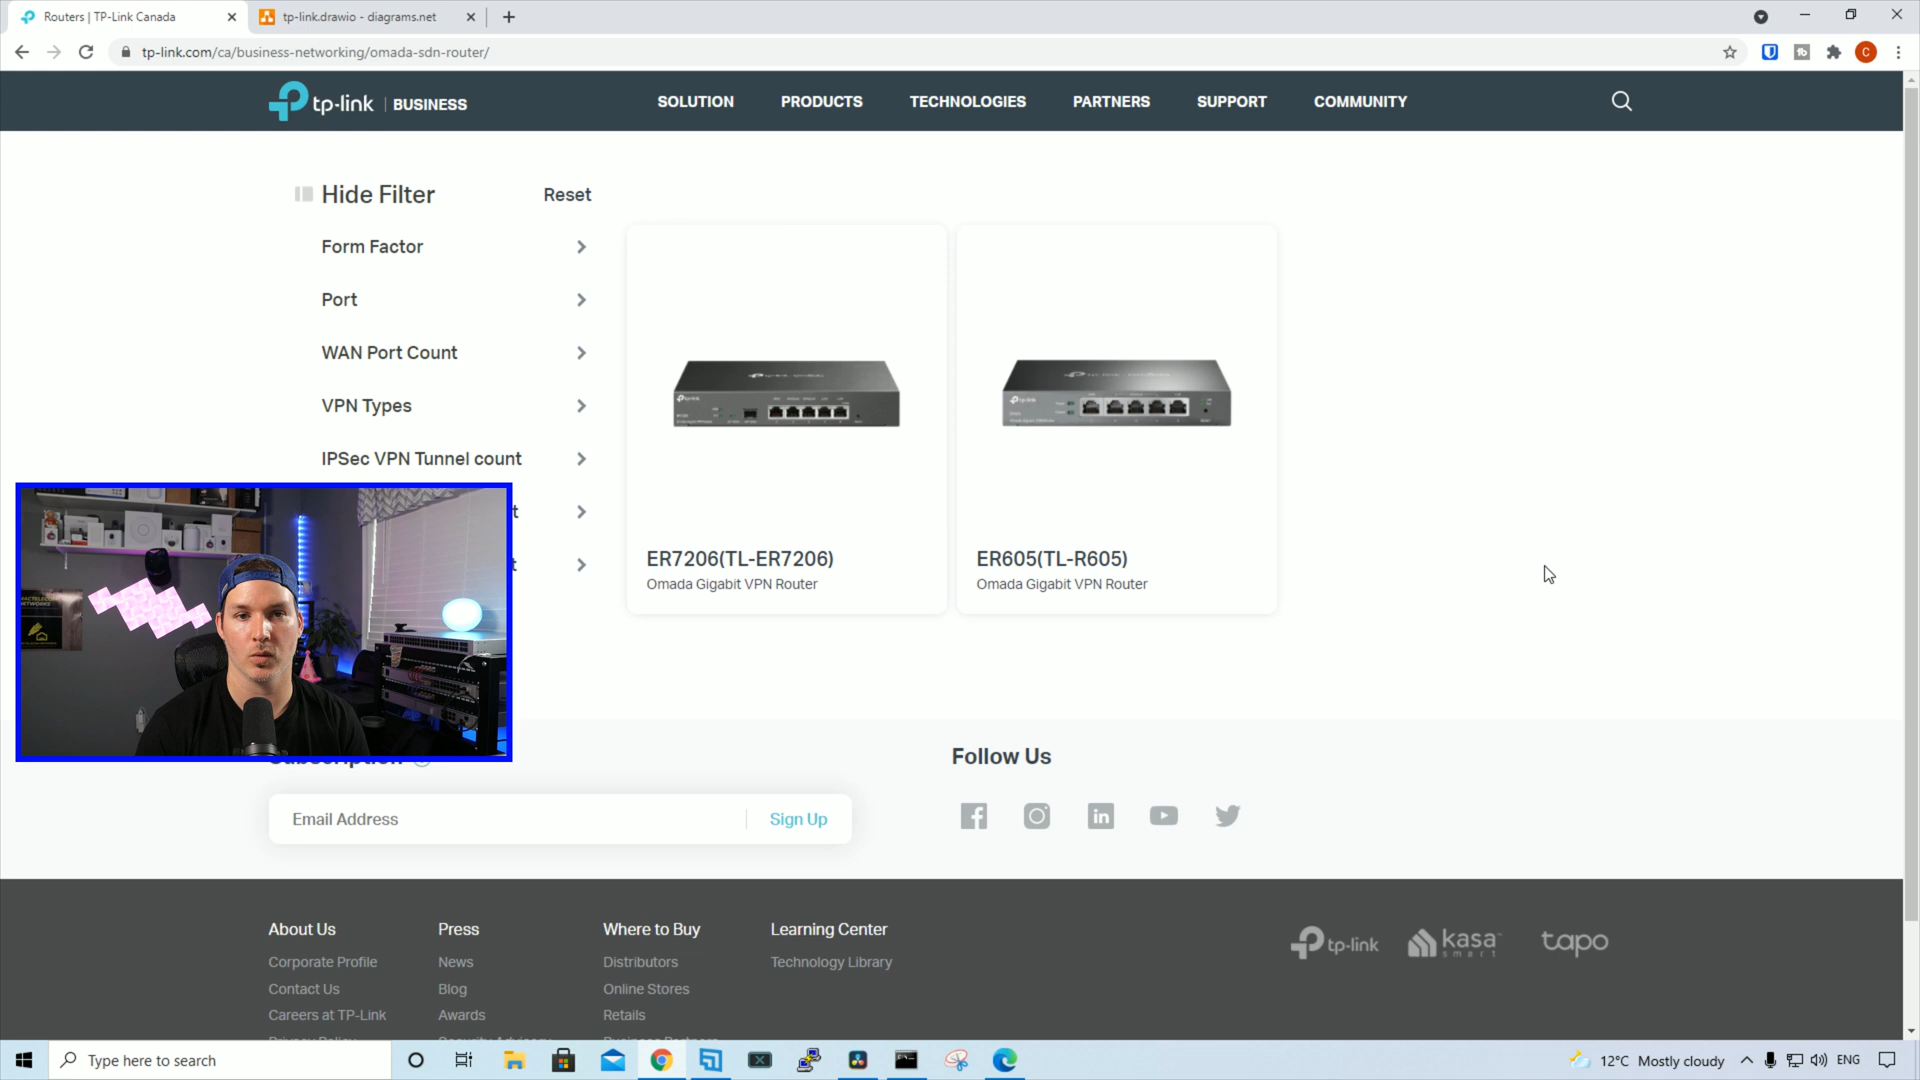 Routers | TP-Link Canada
tp-link.drawio - diagrams.net
tp-link.com/ca/business-networking/omada-sdn-router/
C
tp-link | BUSINESS
SOLUTION
PRODUCTS
TECHNOLOGIES
PARTNERS
SUPPORT
COMMUNITY
Hide Filter
Reset
Form Factor
Port
WAN Port Count
VPN Types
IPSec VPN Tunnel count
t
t
ER7206(TL-ER7206)
Omada Gigabit VPN Router
ER605(TL-R605)
Omada Gigabit VPN Router
Follow Us
Email Address
Sign Up
About Us
Corporate Profile
Contact Us
Careers at TP-Link
Press
News
Blog
Awards
Where to Buy
Distributors
Online Stores
Retails
Learning Center
Technology Library
tp-link
kasa
smart
tapo
Type here to search
12°C Mostly cloudy
ENG